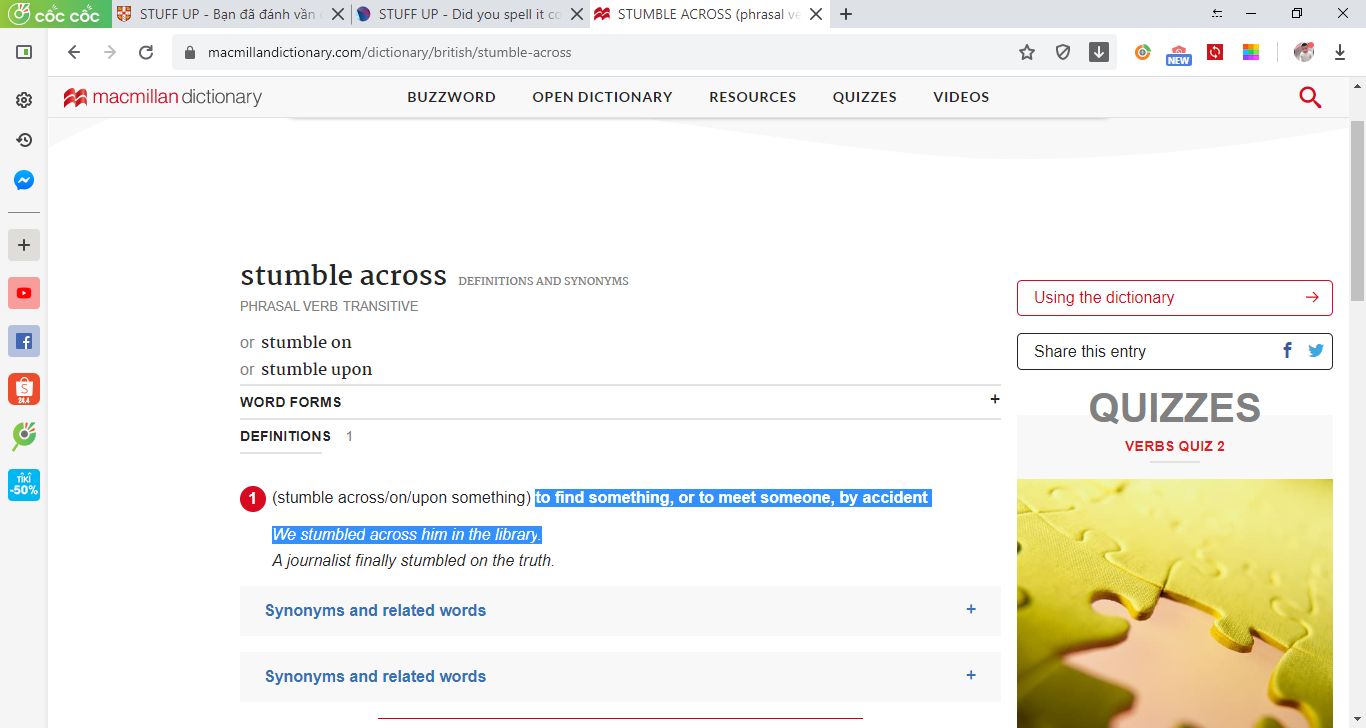 cốc cốc
STUFF UP - Bạn đã đánh vần
STUFF UP - Did you spell it co
STUMBLE ACROSS (phrasal ve
macmillandictionary.com/dictionary/british/stumble-across
NEW
macmillan dictionary
BUZZWORD
OPEN DICTIONARY
RESOURCES
QUIZZES
VIDEOS
stumble across DEFINITIONS AND SYNONYMS
PHRASAL VERB TRANSITIVE
or stumble on
or stumble upon
WORD FORMS +
DEFINITIONS 1
1 (stumble across/on/upon something) to find something, or to meet someone, by accident
We stumbled across him in the library.
A journalist finally stumbled on the truth.
Synonyms and related words +
Synonyms and related words +
Using the dictionary
Share this entry
QUIZZES
VERBS QUIZ 2
24.4
TIKI
-50%